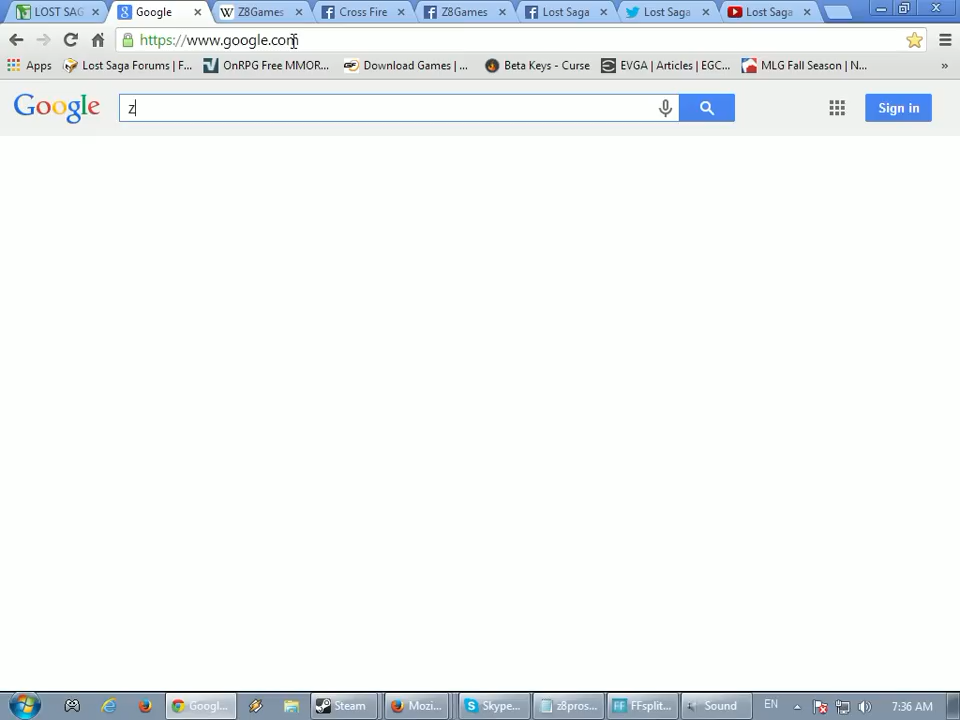 LOST SAG
Google
Z8Games
Cross Fire
Z8Games
Lost Saga
Lost Saga
Lost Saga
https://www.google.com
Apps
Lost Saga Forums | F...
OnRPG Free MMOR...
Download Games | ...
Beta Keys - Curse
EVGA | Articles | EGC...
MLG Fall Season | N...
»
Google
z
Sign in
Googl...
Steam
Mozi...
Skype...
z8pros...
FFsplit...
Sound
EN
7:36 AM